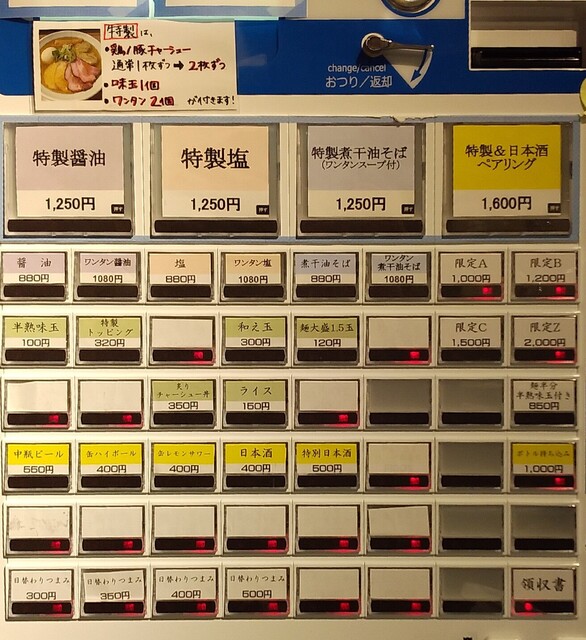 特製は、
・鶏/豚チャーシュー
通常1枚ずつ➡2枚ずつ
・味玉1個
・ワンタン2個 が付きます!
change/cancel
おつり/返却
特製醤油
1,250円
特製塩
1,250円
特製煮干油そば
(ワンタンスープ付)
1,250円
特製&日本酒
ペアリング
1,600円
醤油
880円
ワンタン醤油
1080円
塩
880円
ワンタン塩
1080円
煮干油そば
880円
ワンタン
煮干油そば
1080円
限定A
1,000円
限定B
1,200円
半熟味玉
100円
特製
トッピング
320円
和え玉
300円
麺大盛1.5玉
120円
限定C
1,500円
限定Z
2,000円
炙り
チャーシュー丼
350円
ライス
150円
麺半分
半熟味玉付き
850円
中瓶ビール
550円
缶ハイボール
400円
缶レモンサワー
400円
日本酒
400円
特別日本酒
500円
ボトル持ち込み
1,000円
日替わりつまみ
300円
日替わりつまみ
350円
日替わりつまみ
400円
日替わりつまみ
500円
領収書